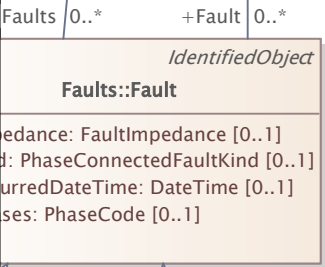 Faults 0..* +Fault 0..*
IdentifiedObject
Faults::Fault
pedance: FaultImpedance [0..1]
d: PhaseConnectedFaultKind [0..1]
urredDateTime: DateTime [0..1]
ses: PhaseCode [0..1]